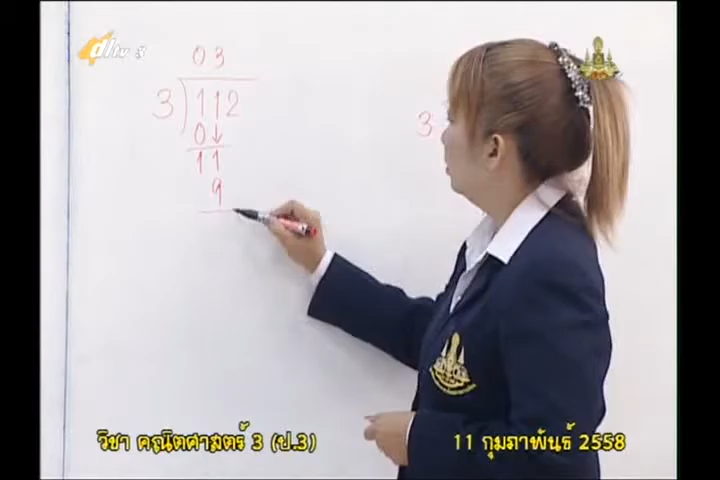 dltv 3
03
3 112
0
11
9
3
วิชา คณิตศาสตร์ 3 (ป.3)
11 กุมภาพันธ์ 2558